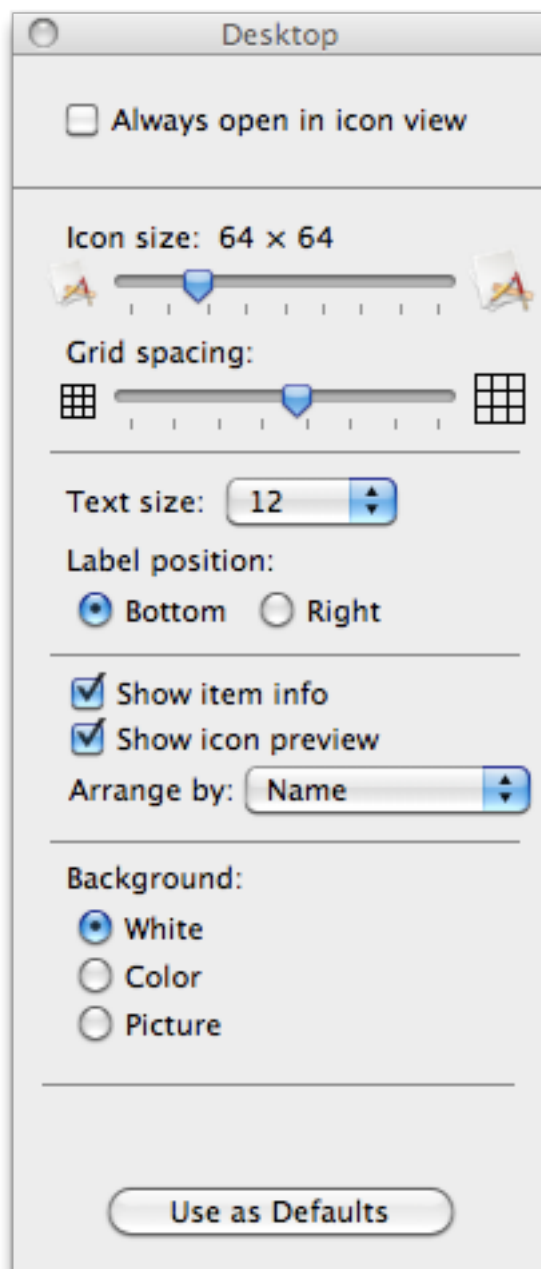 Desktop
Always open in icon view
Icon size: 64 × 64
Grid spacing:
Text size: 12
Label position:
Bottom Right
Show item info
Show icon preview
Arrange by: Name
Background:
White
Color
Picture
Use as Defaults